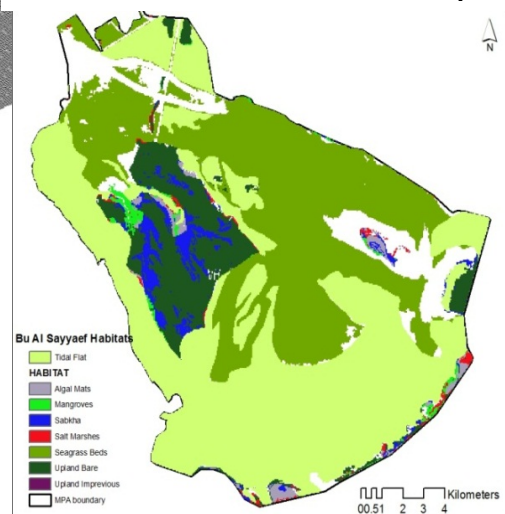 N
Bu Al Sayyaef Habitats
Tidal Flat
HABITAT
Algal Mats
Mangroves
Sabkha
Salt Marshes
Seagrass Beds
Upland Bare
Upland Imprevious
MPA boundary
Kilometers
00.51 2 3 4